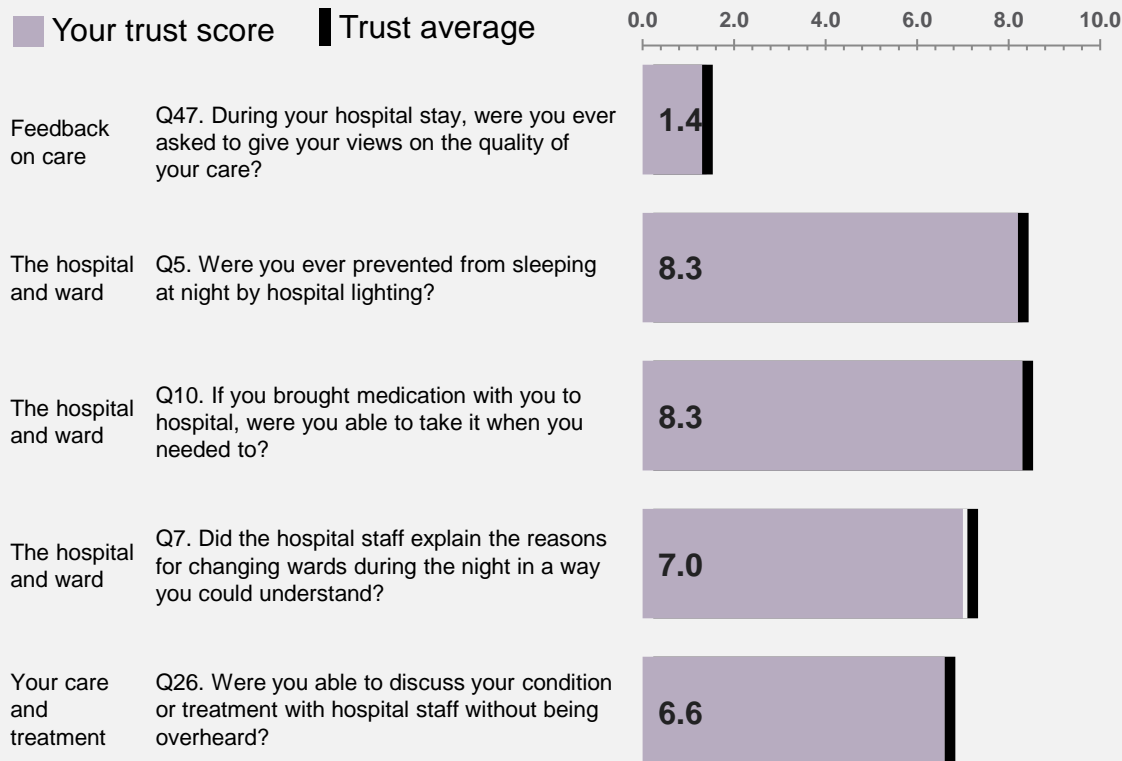 Your trust score
Trust average
0.0 2.0 4.0 6.0 8.0 10.0
Feedback
on care
Q47. During your hospital stay, were you ever
asked to give your views on the quality of
your care?
1.4
The hospital
and ward
Q5. Were you ever prevented from sleeping
at night by hospital lighting?
8.3
The hospital
and ward
Q10. If you brought medication with you to
hospital, were you able to take it when you
needed to?
8.3
The hospital
and ward
Q7. Did the hospital staff explain the reasons
for changing wards during the night in a way
you could understand?
7.0
Your care
and
treatment
Q26. Were you able to discuss your condition
or treatment with hospital staff without being
overheard?
6.6